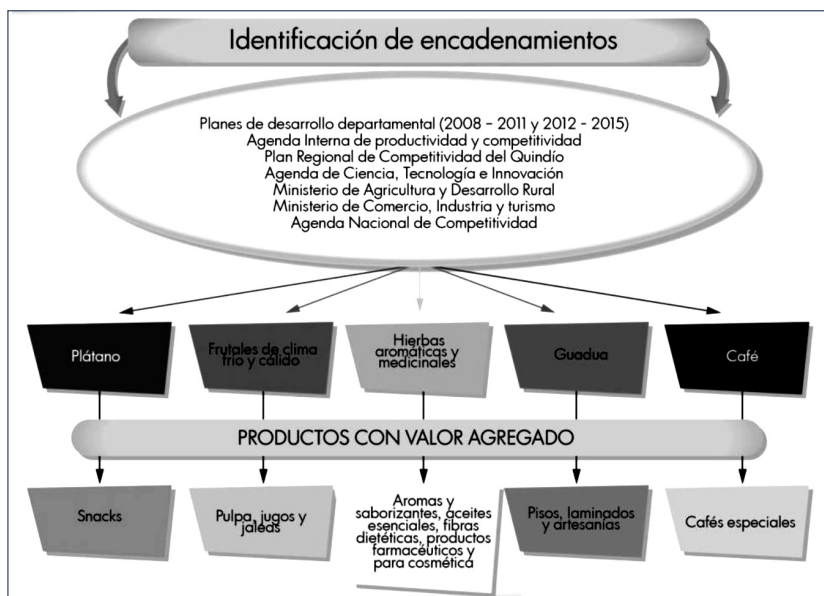 Identificación de encadenamientos
Planes de desarrollo departamental (2008 – 2011 y 2012 - 2015)
Agenda Interna de productividad y competitividad
Plan Regional de Competitividad del Quindío
Agenda de Ciencia, Tecnología e Innovación
Ministerio de Agricultura y Desarrollo Rural
Ministerio de Comercio, Industria y turismo
Agenda Nacional de Competitividad
Plátano
Frutales de clima
frío y cálido
Hierbas
aromáticas y
medicinales
Guadua
Café
PRODUCTOS CON VALOR AGREGADO
Snacks
Pulpa, jugos y
jaleas
Aromas y
saborizantes, aceites
esenciales, fibras
dietéticas, productos
farmacéuticos y
para cosmética
Pisos, laminados
y artesanías
Cafés especiales